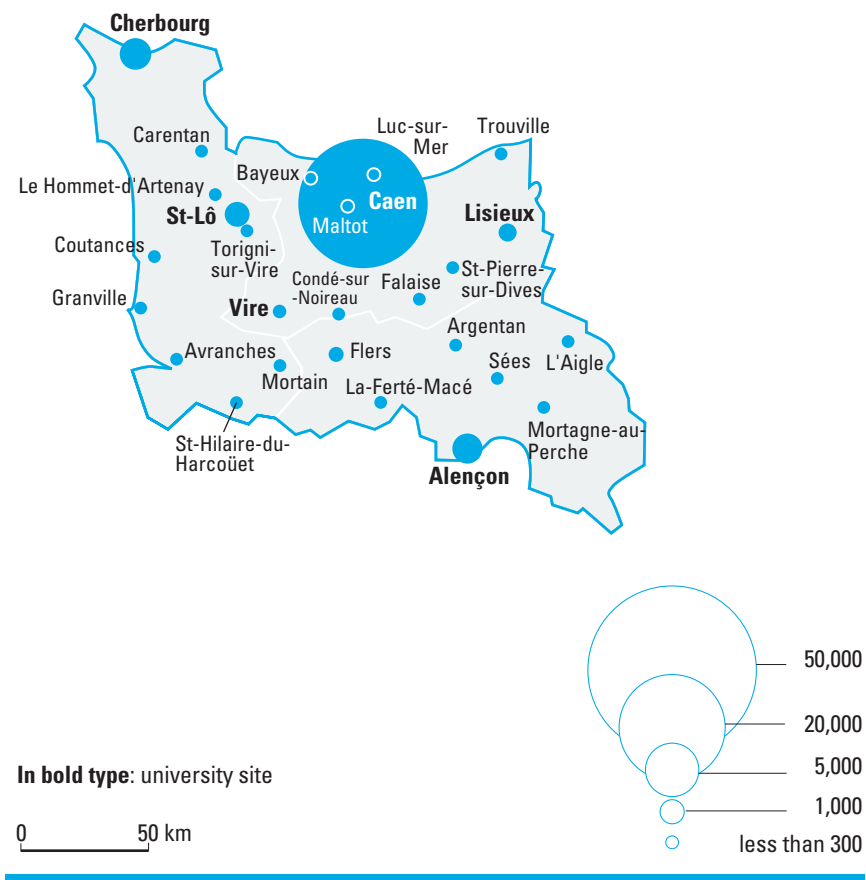 Cherbourg
Carentan
Luc-sur-
Mer
Trouville
Bayeux
Le Hommet-d'Artenay
Caen
St-Lô
Maltot
Lisieux
Coutances
Torigni-
sur-Vire
Condé-sur
-Noireau
Falaise
St-Pierre-
sur-Dives
Granville
Vire
Argentan
Avranches
Flers
Sées
L'Aigle
Mortain
La-Ferté-Macé
St-Hilaire-du-
Harcoüet
Mortagne-au-
Perche
Alençon
50,000
20,000
5,000
1,000
less than 300
In bold type: university site
0 50 km